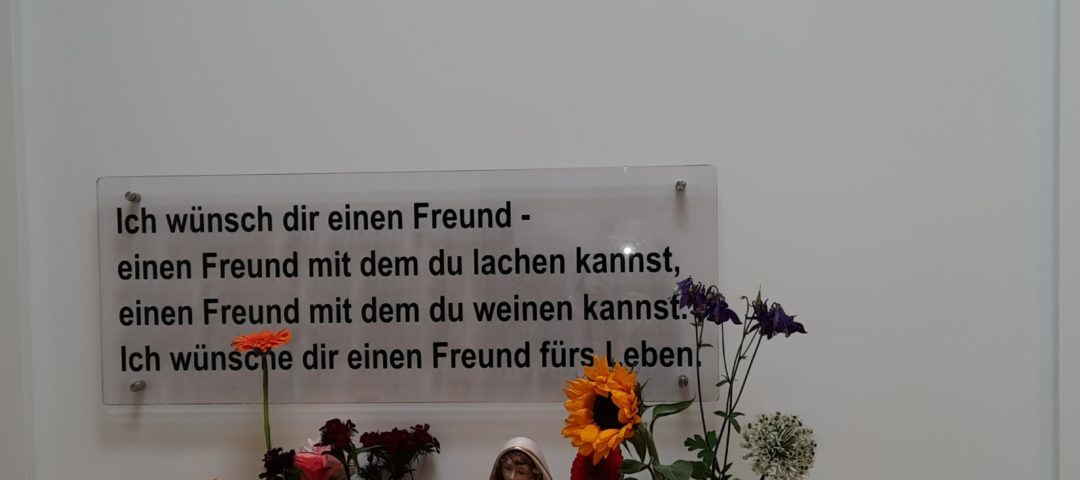 Ich wünsch dir einen Freund -
einen Freund mit dem du lachen kannst,
einen Freund mit dem du weinen kannst.
Ich wünsche dir einen Freund fürs Leben.